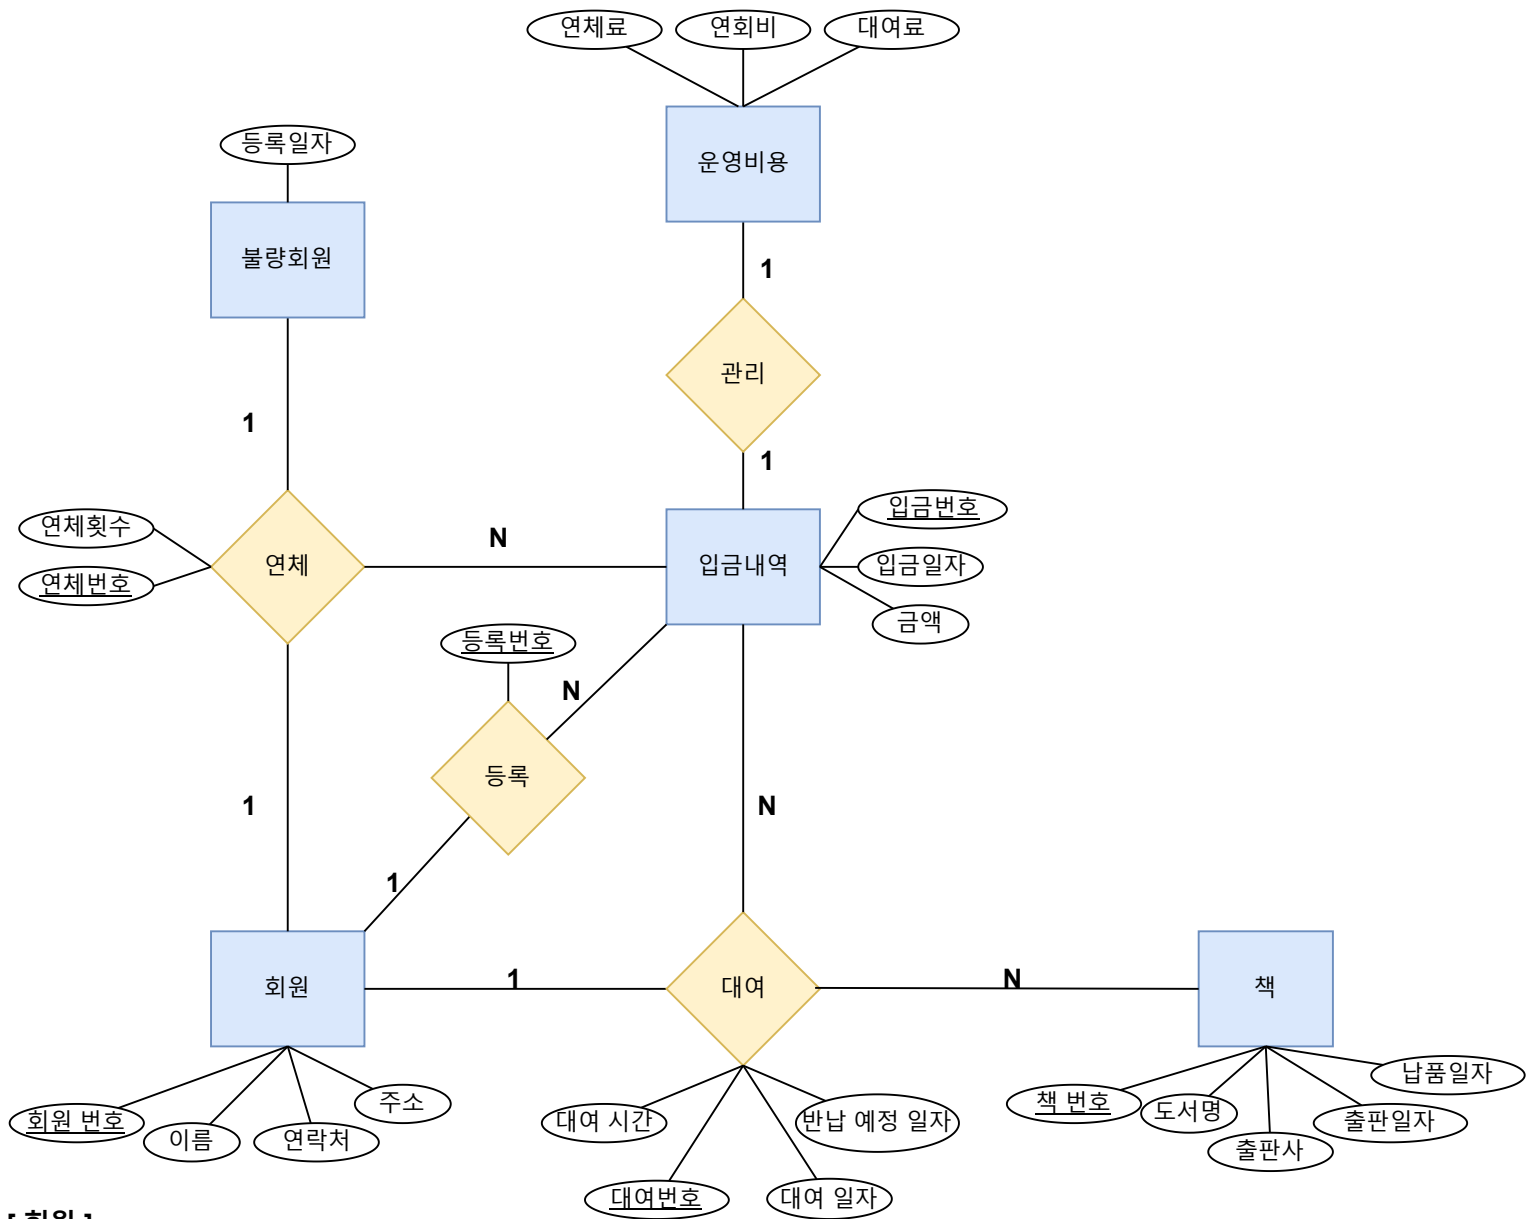 연체료
연회비
대여료
운영비용
등록일자
불량회원
1
관리
1
1
연체횟수
연체번호
연체
N
입금내역
입금번호
입금일자
금액
등록번호
N
등록
1
1
N
회원
1
대여
N
책
회원 번호
이름
연락처
주소
대여 시간
대여번호
대여 일자
반납 예정 일자
책 번호
도서명
출판사
출판일자
납품일자
[ 회원 ]